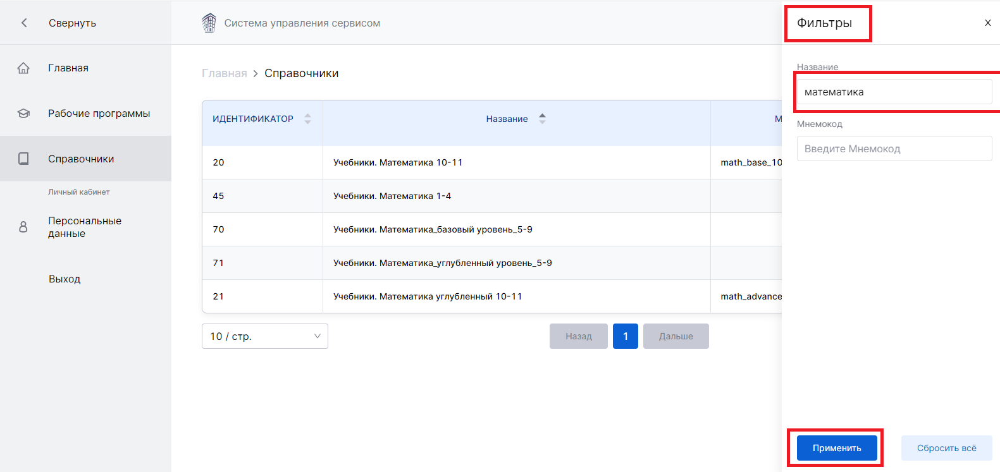 Свернуть
Главная
Рабочие программы
Справочники
Личный кабинет
Персональные
данные
Выход
Система управления сервисом
Главная > Справочники
ИДЕНТИФИКАТОР Название М
20 Учебники. Математика 10-11 math_base_10
45 Учебники. Математика 1-4
70 Учебники. Математика_базовый уровень_5-9
71 Учебники. Математика_углубленный уровень_5-9
21 Учебники. Математика углубленный 10-11 math_advance
10 / стр. Назад 1 Дальше
Фильтры X
Название
математика
Мнемокод
Введите Мнемокод
Применить Сбросить всё